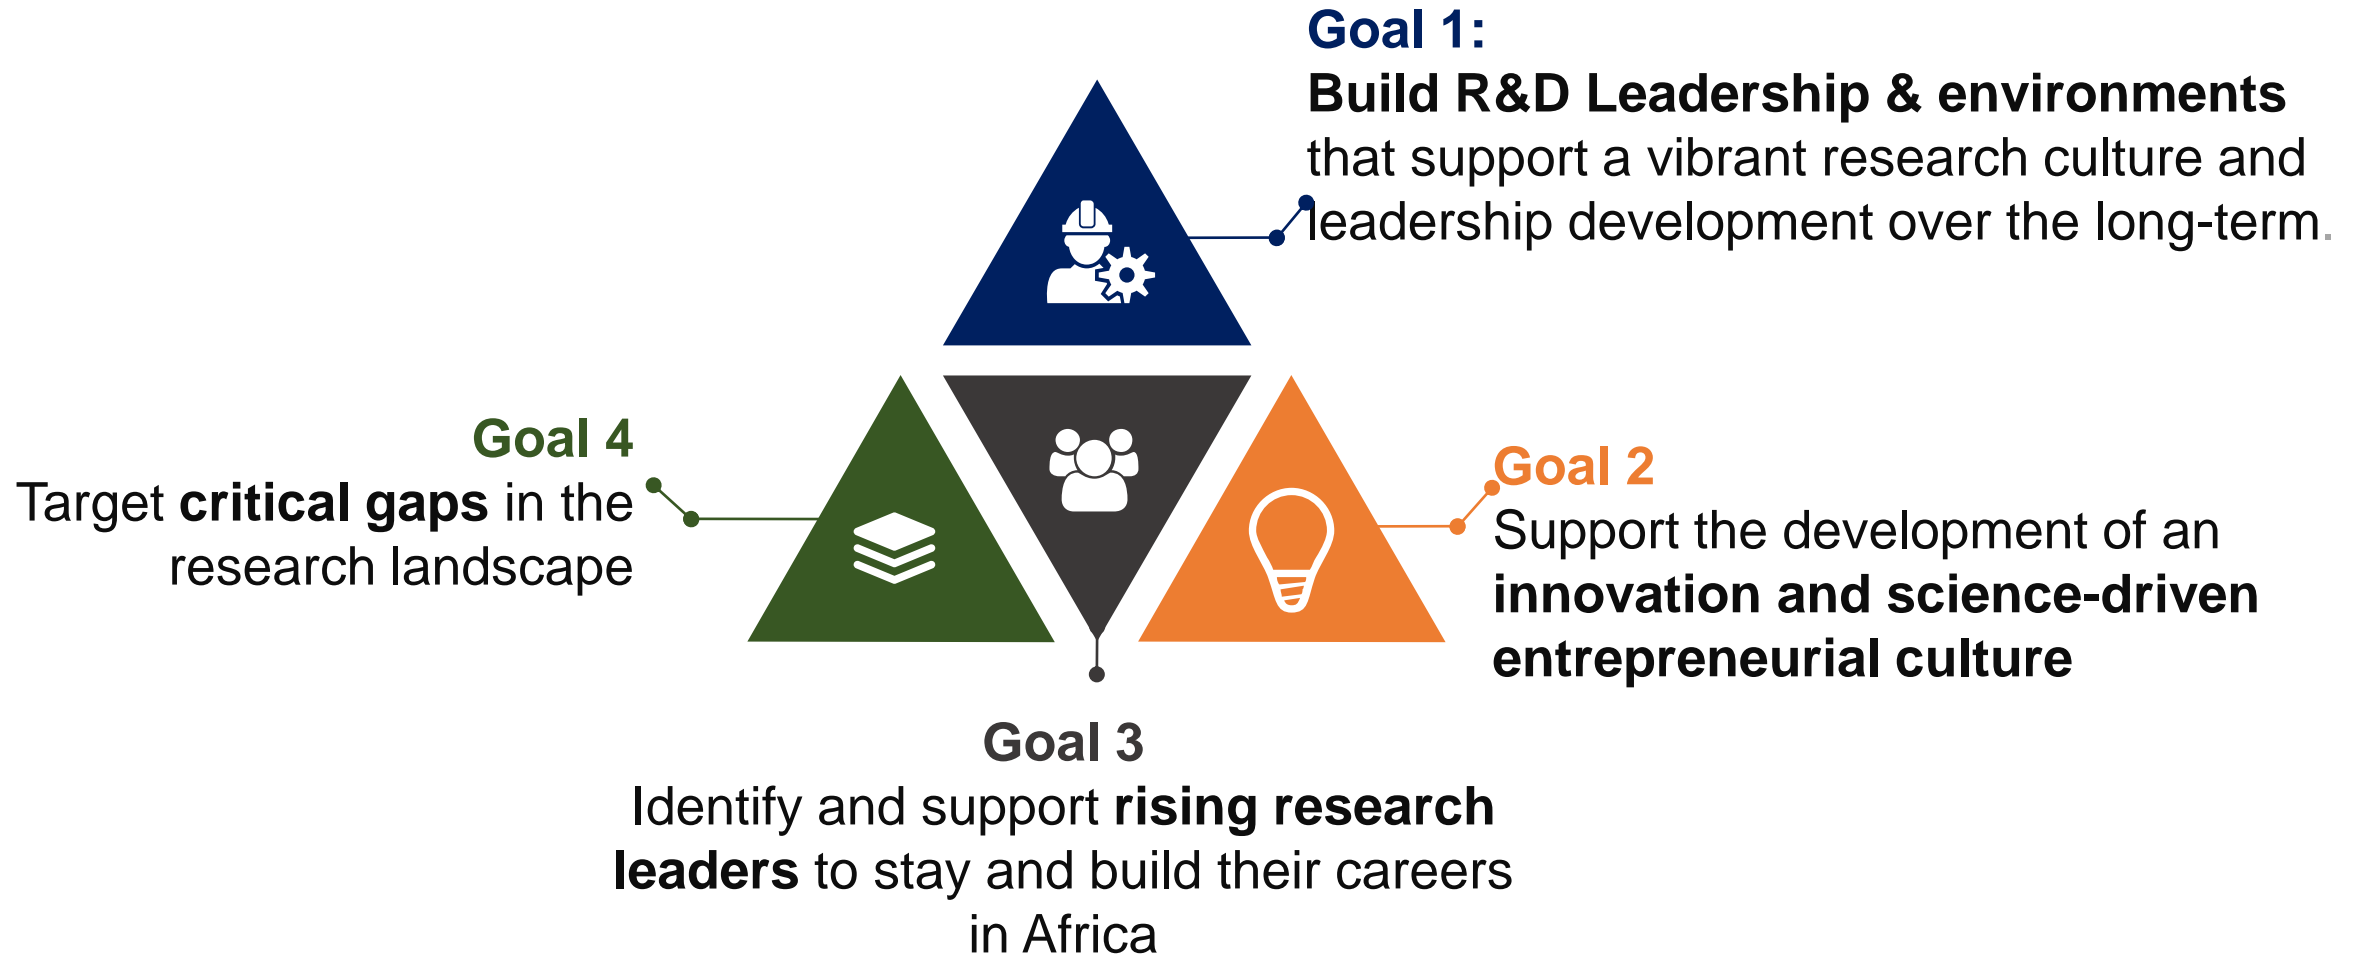 Goal 1:
Build R&D Leadership & environments
that support a vibrant research culture and
leadership development over the long-term.
Goal 4
Target critical gaps in the
research landscape
Goal 2
Support the development of an
innovation and science-driven
entrepreneurial culture
Goal 3
Identify and support rising research
leaders to stay and build their careers
in Africa